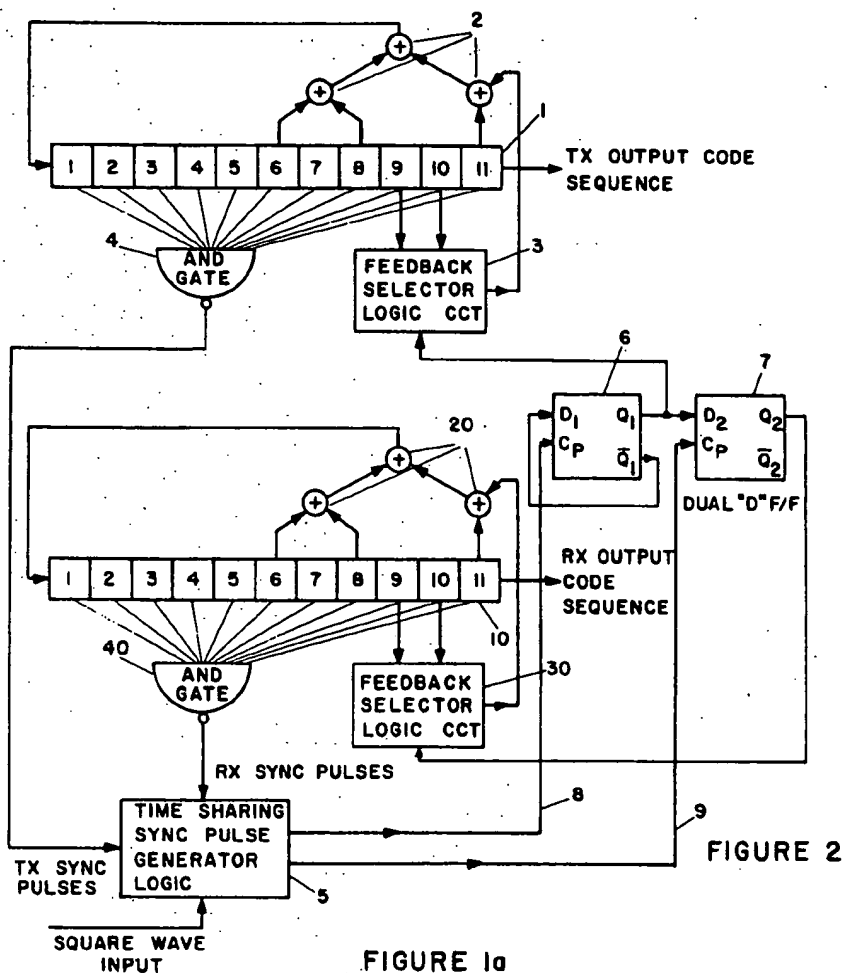 2
1
1 2 3 4 5 6 7 8 9 10 11
TX OUTPUT CODE
SEQUENCE
4
AND
GATE
3
FEEDBACK
SELECTOR
LOGIC CCT
6
7
D1 Q1
CP
Q̄1
D2 Q2
CP
Q̄2
DUAL "D" F/F
20
1 2 3 4 5 6 7 8 9 10 11
RX OUTPUT
CODE
SEQUENCE
10
40
AND
GATE
30
FEEDBACK
SELECTOR
LOGIC CCT
RX SYNC PULSES
8
9
TIME SHARING
SYNC PULSE
GENERATOR
LOGIC
5
TX SYNC
PULSES
SQUARE WAVE
INPUT
FIGURE 2
FIGURE 1a